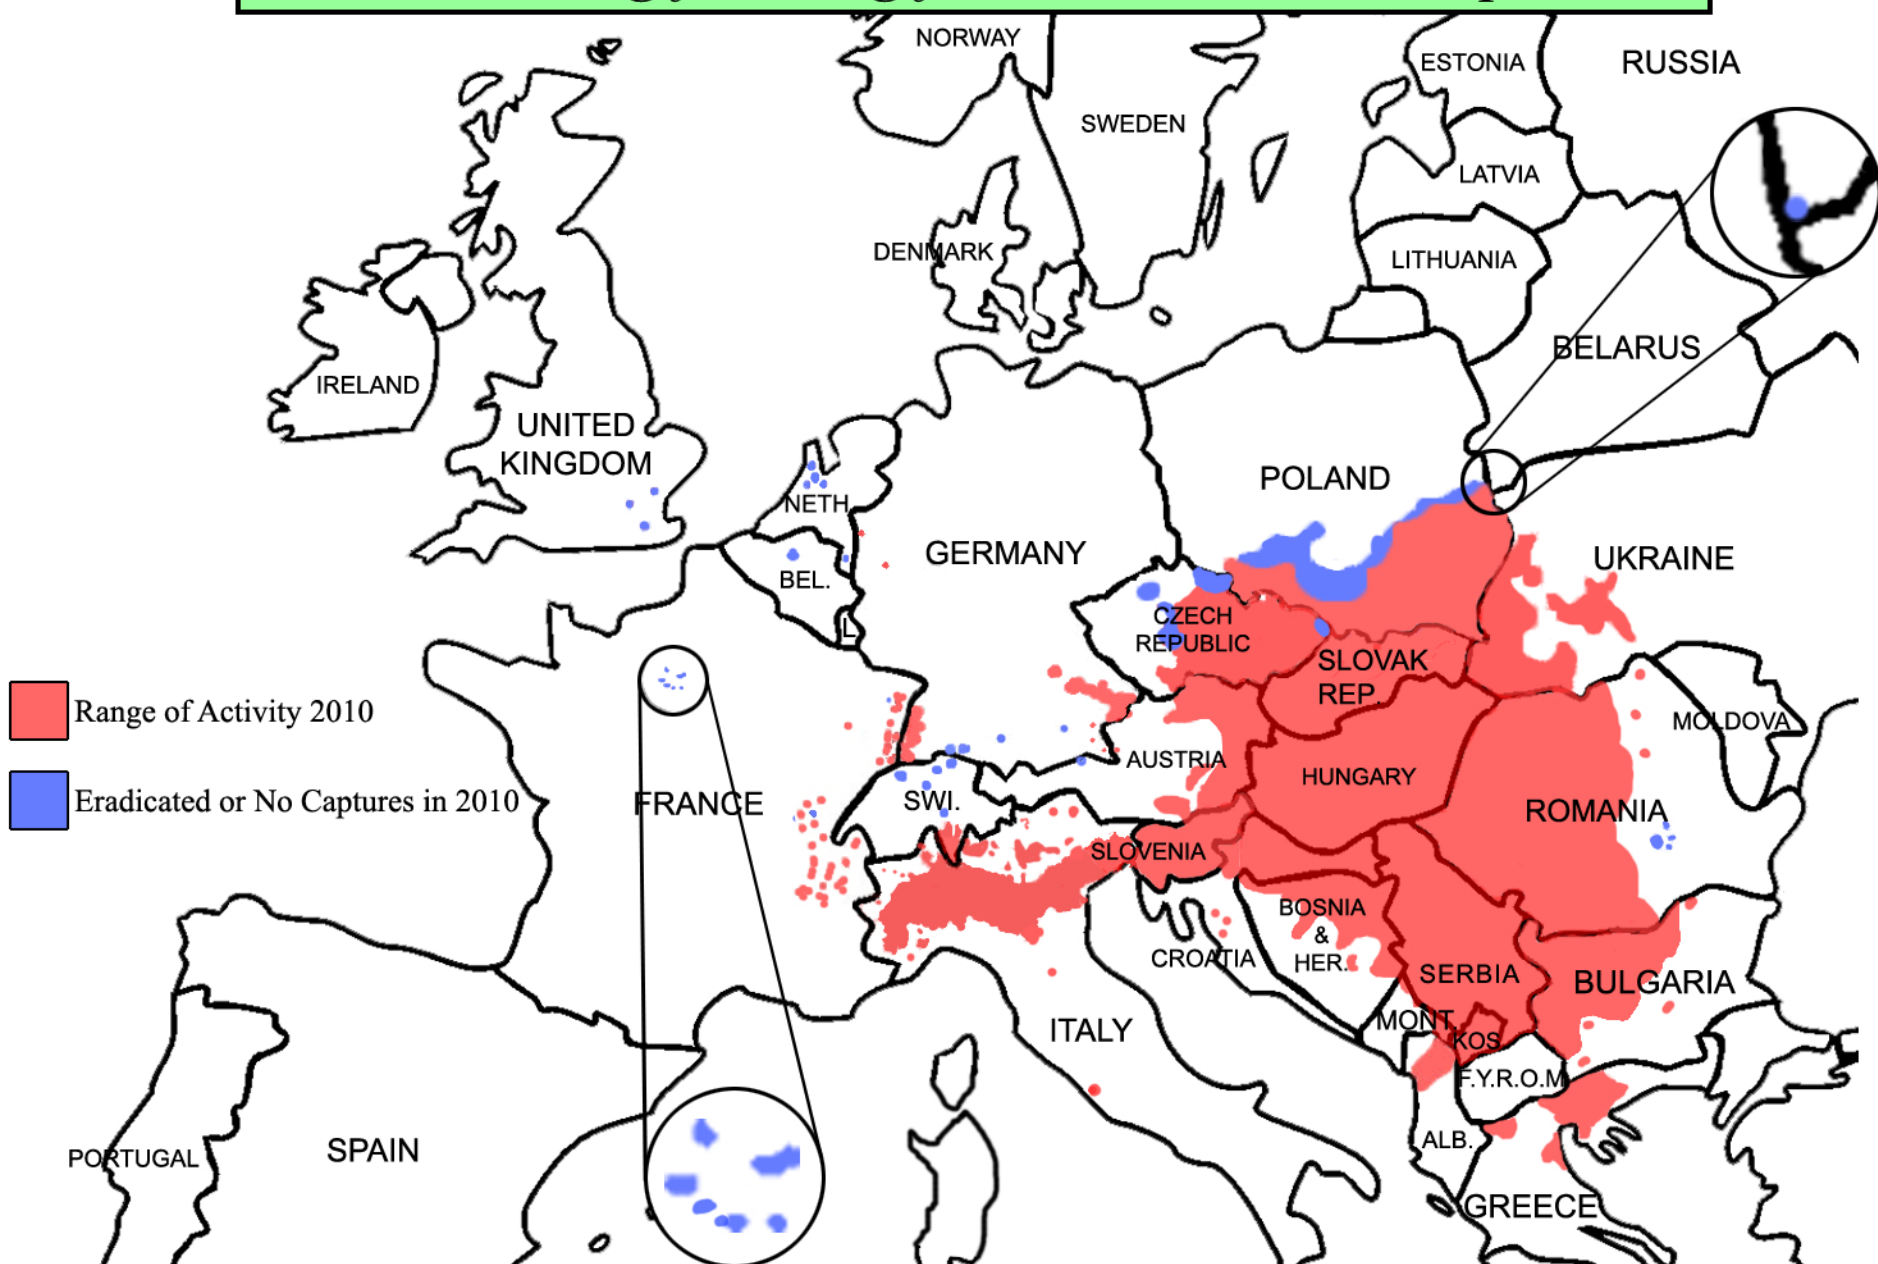 NORWAY
ESTONIA
RUSSIA
SWEDEN
LATVIA
DENMARK
LITHUANIA
BELARUS
IRELAND
UNITED
KINGDOM
POLAND
NETH.
GERMANY
UKRAINE
BEL.
L
CZECH
REPUBLIC
SLOVAK
REP.
Range of Activity 2010
MOLDOVA
AUSTRIA
HUNGARY
Eradicated or No Captures in 2010
SWI.
FRANCE
ROMANIA
SLOVENIA
BOSNIA
&
HER.
CROATIA
SERBIA
BULGARIA
MONT.
ITALY
KOS.
F.Y.R.O.M
ALB.
SPAIN
PORTUGAL
GREECE